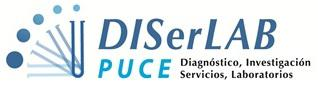 DISerLAB
PUCE
Diagnóstico, Investigación
Servicios, Laboratorios